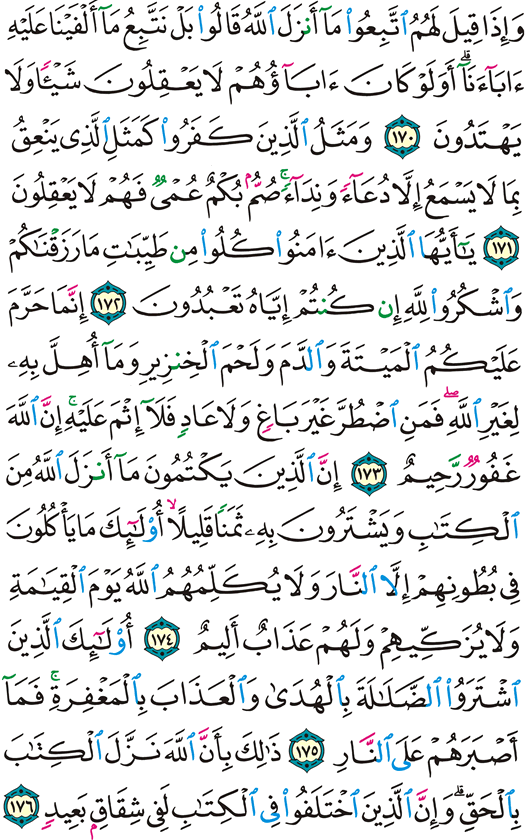 وَإِذَا قِيلَ لَهُمُ ٱتَّبِعُوا۟ مَآ أَنزَلَ ٱللَّهُ قَالُوا۟ بَلْ نَتَّبِعُ مَآ أَلْفَيْنَا عَلَيْهِ
ءَابَآءَنَآ ۗ أَوَلَوْ كَانَ ءَابَآؤُهُمْ لَا يَعْقِلُونَ شَيْـًٔا وَلَا
يَهْتَدُونَ ١٧٠ وَمَثَلُ ٱلَّذِينَ كَفَرُوا۟ كَمَثَلِ ٱلَّذِى يَنْعِقُ
بِمَا لَا يَسْمَعُ إِلَّا دُعَآءً وَنِدَآءً ۚ صُمٌّۢ بُكْمٌ عُمْىٌ فَهُمْ لَا يَعْقِلُونَ
١٧١ يَـٰٓأَيُّهَا ٱلَّذِينَ ءَامَنُوا۟ كُلُوا۟ مِن طَيِّبَـٰتِ مَا رَزَقْنَـٰكُمْ
وَٱشْكُرُوا۟ لِلَّهِ إِن كُنتُمْ إِيَّاهُ تَعْبُدُونَ ١٧٢ إِنَّمَا حَرَّمَ
عَلَيْكُمُ ٱلْمَيْتَةَ وَٱلدَّمَ وَلَحْمَ ٱلْخِنزِيرِ وَمَآ أُهِلَّ بِهِۦ
لِغَيْرِ ٱللَّهِ ۖ فَمَنِ ٱضْطُرَّ غَيْرَ بَاغٍ وَلَا عَادٍ فَلَآ إِثْمَ عَلَيْهِ ۚ إِنَّ ٱللَّهَ
غَفُورٌ رَّحِيمٌ ١٧٣ إِنَّ ٱلَّذِينَ يَكْتُمُونَ مَآ أَنزَلَ ٱللَّهُ مِنَ
ٱلْكِتَـٰبِ وَيَشْتَرُونَ بِهِۦ ثَمَنًا قَلِيلًا ۙ أُو۟لَـٰٓئِكَ مَا يَأْكُلُونَ
فِى بُطُونِهِمْ إِلَّا ٱلنَّارَ وَلَا يُكَلِّمُهُمُ ٱللَّهُ يَوْمَ ٱلْقِيَـٰمَةِ
وَلَا يُزَكِّيهِمْ وَلَهُمْ عَذَابٌ أَلِيمٌ ١٧٤ أُو۟لَـٰٓئِكَ ٱلَّذِينَ
ٱشْتَرَوُا۟ ٱلضَّلَـٰلَةَ بِٱلْهُدَىٰ وَٱلْعَذَابَ بِٱلْمَغْفِرَةِ ۚ فَمَآ
أَصْبَرَهُمْ عَلَى ٱلنَّارِ ١٧٥ ذَٰلِكَ بِأَنَّ ٱللَّهَ نَزَّلَ ٱلْكِتَـٰبَ
بِٱلْحَقِّ ۗ وَإِنَّ ٱلَّذِينَ ٱخْتَلَفُوا۟ فِى ٱلْكِتَـٰبِ لَفِى شِقَاقٍۭ بَعِيدٍ ١٧٦